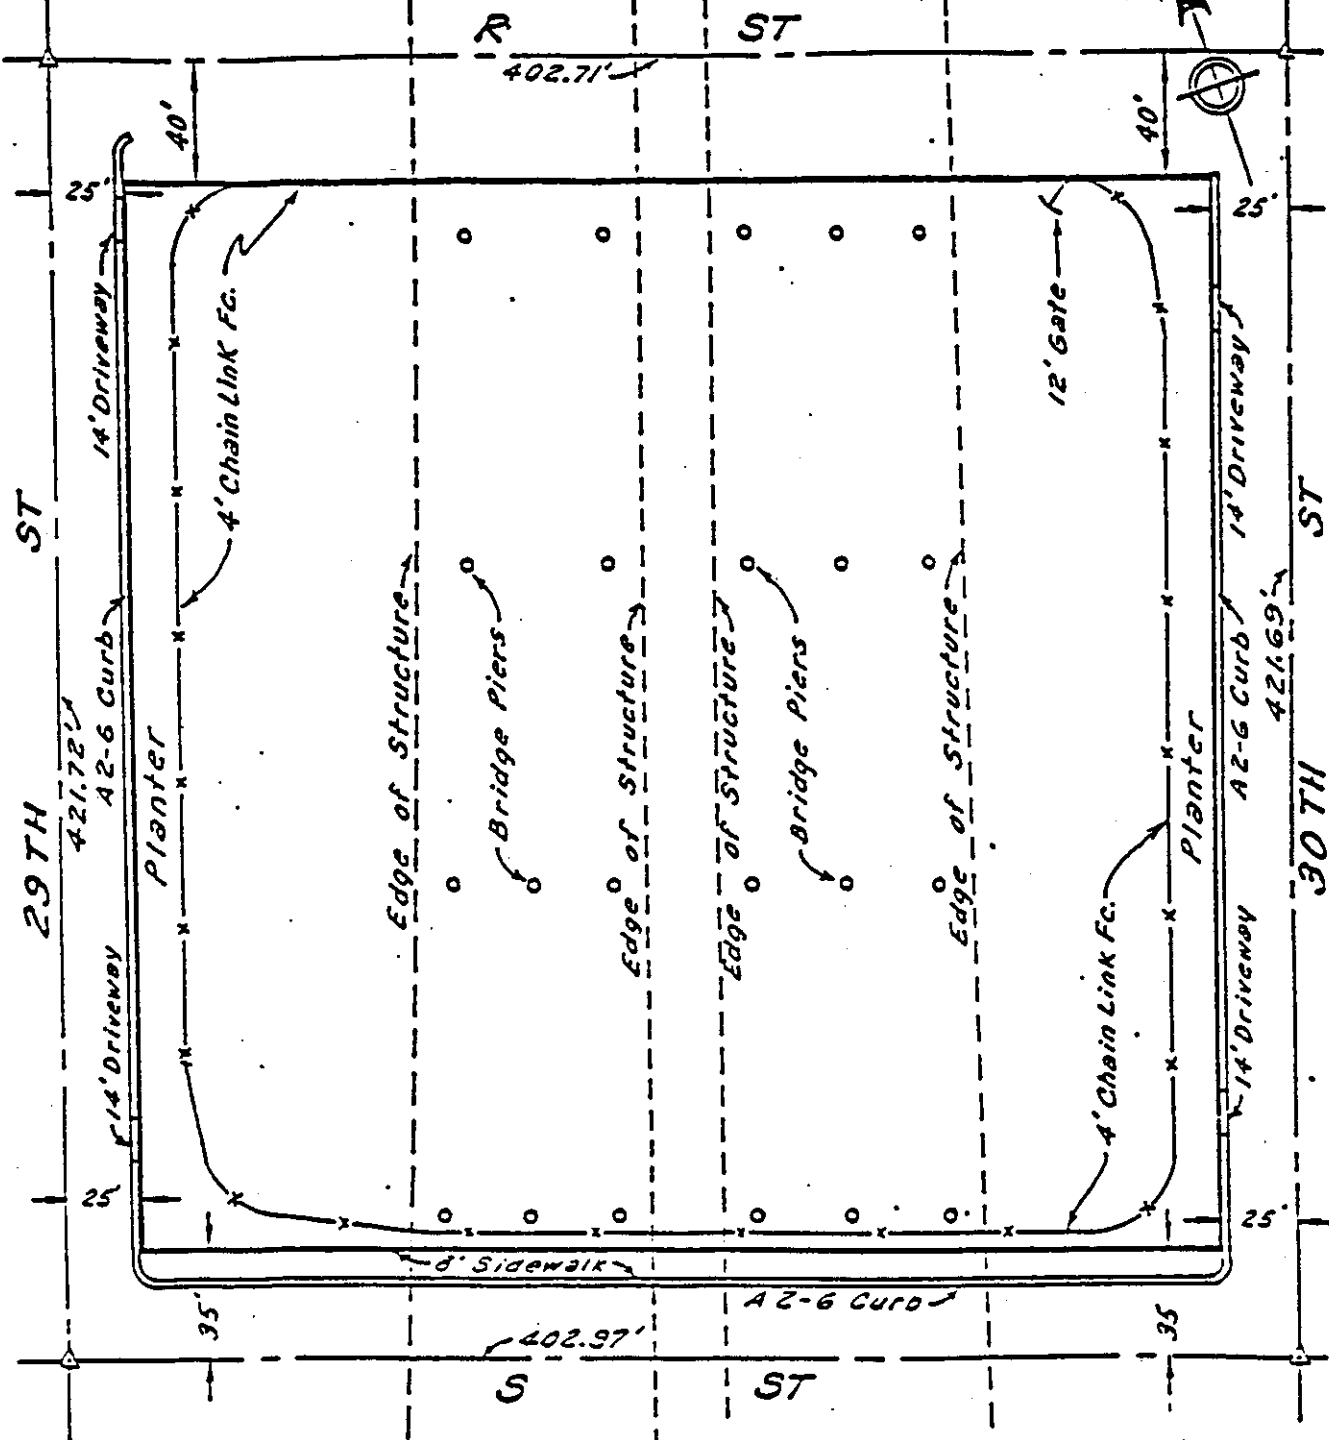 R ST
402.71'
40'
40'
25'
25'
14' Driveway
4' Chain Link Fc.
12' Gate
14' Driveway
ST
ST
A2-6 Curb
421.72'
Planter
Edge of Structure
Bridge Piers
Edge of Structure
Edge of Structure
Bridge Piers
Edge of Structure
Planter
A2-6 Curb
421.69'
29TH
30TH
14' Driveway
4' Chain Link Fc.
14' Driveway
25'
25'
8' Sidewalk
A2-6 Curb
35'
35
402.97'
S ST